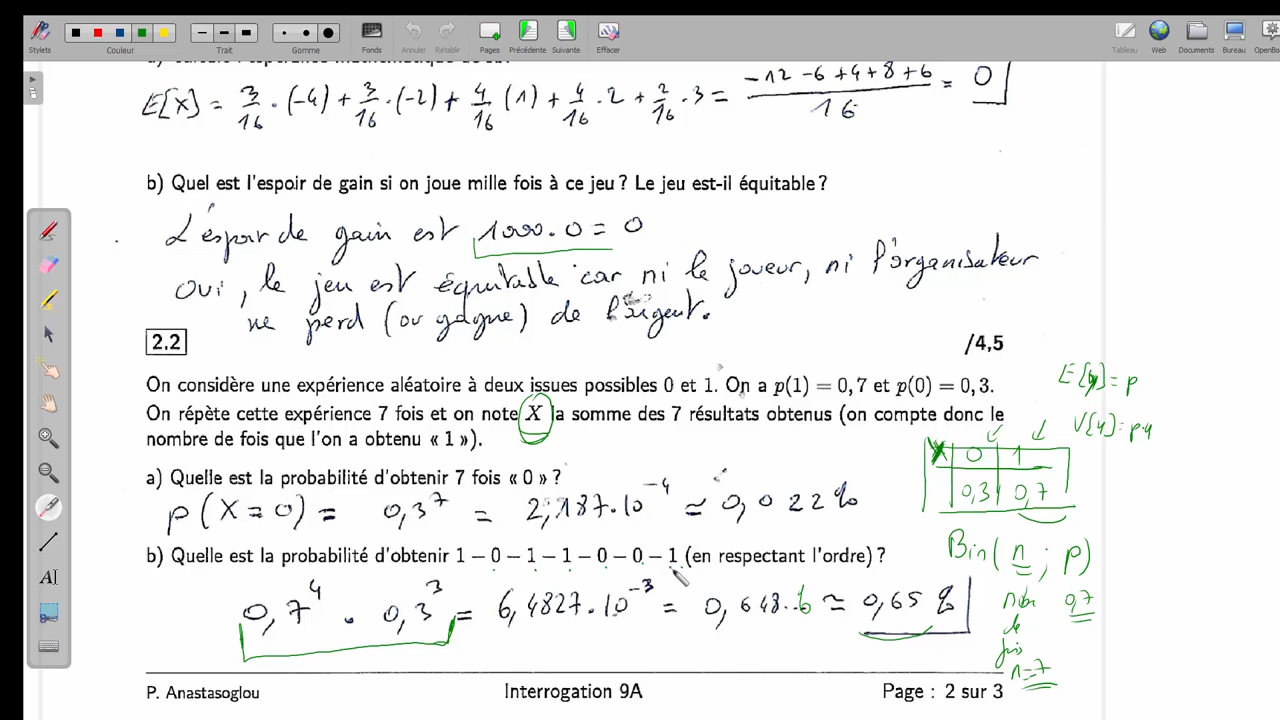 Stylets Couleur Trait Gomme Fonds Annuler Rétablir Pages Précédente Suivante Effacer Tableau Web Documents Bureau OpenBoard
E[X] = 3/16 · (-4) + 3/16 · (-2) + 4/16 (1) + 4/16 · 2 + 2/16 · 3 = (-12 -6 +4 +8 +6)/16 = 0
b) Quel est l'espoir de gain si on joue mille fois à ce jeu ? Le jeu est-il équitable ?
L'éspoir de gain est 1000 . 0 = 0
Oui, le jeu est équitable car ni le joueur, ni l'organisateur
ne perd (ou gagne) de l'argent.
2.2 /4,5
On considère une expérience aléatoire à deux issues possibles 0 et 1. On a p(1) = 0,7 et p(0) = 0,3.
On répète cette expérience 7 fois et on note X la somme des 7 résultats obtenus (on compte donc le
nombre de fois que l'on a obtenu « 1 »).
a) Quelle est la probabilité d'obtenir 7 fois « 0 » ?
p(X=0) = 0,3⁷ = 2,187.10⁻⁴ ≃ 0,022 %
b) Quelle est la probabilité d'obtenir 1 – 0 – 1 – 1 – 0 – 0 – 1 (en respectant l'ordre) ?
0,7⁴ . 0,3³ = 6,4827.10⁻³ = 0,648..% ≃ 0,65 %
E[Y] = p
V[Y] = pq
0 1
0,3 0,7
Bin(n ; p)
0,7
de
fois
n=7
P. Anastasoglou Interrogation 9A Page : 2 sur 3